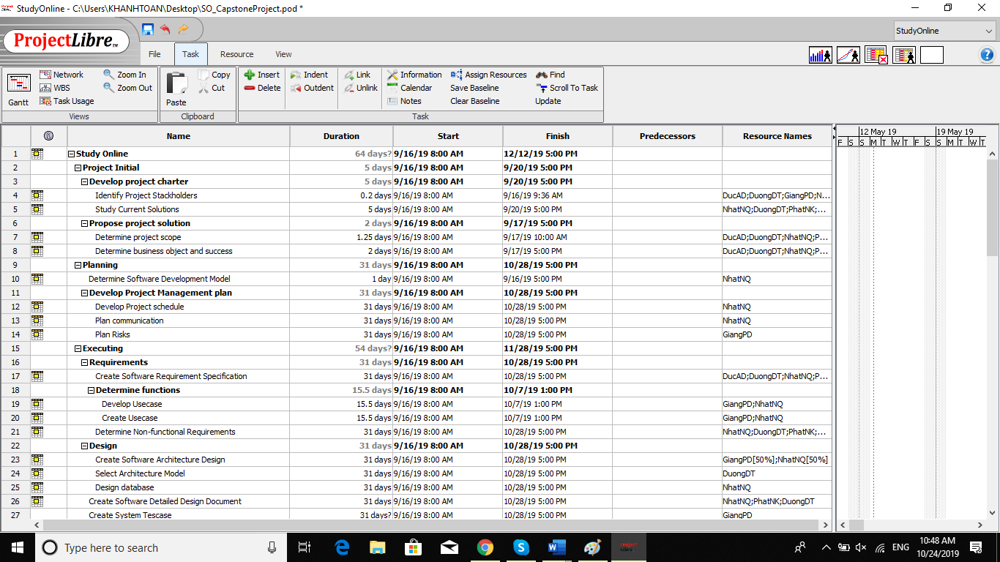 StudyOnline - C:\Users\KHANHTOAN\Desktop\SO_CapstoneProject.pod *
ProjectLibre™
StudyOnline
File Task Resource View
Gantt
Network
WBS
Task Usage
Zoom In
Zoom Out
Views
Paste
Copy
Cut
Clipboard
Insert
Delete
Indent
Outdent
Link
Unlink
Information
Calendar
Notes
Assign Resources
Save Baseline
Clear Baseline
Find
Scroll To Task
Update
Task
Name Duration Start Finish Predecessors Resource Names
12 May 19 19 May 19
F S S M T W T F S S M T W T
1 Study Online 64 days? 9/16/19 8:00 AM 12/12/19 5:00 PM
2 Project Initial 5 days 9/16/19 8:00 AM 9/20/19 5:00 PM
3 Develop project charter 5 days 9/16/19 8:00 AM 9/20/19 5:00 PM
4 Identify Project Stackholders 0.2 days 9/16/19 8:00 AM 9/16/19 9:36 AM DucAD;DuongDT;GiangPD;N...
5 Study Current Solutions 5 days 9/16/19 8:00 AM 9/20/19 5:00 PM NhatNQ;DuongDT;PhatNK;...
6 Propose project solution 2 days 9/16/19 8:00 AM 9/17/19 5:00 PM
7 Determine project scope 1.25 days 9/16/19 8:00 AM 9/17/19 10:00 AM DucAD;DuongDT;NhatNQ;P...
8 Determine business object and success 2 days 9/16/19 8:00 AM 9/17/19 5:00 PM DucAD;DuongDT;NhatNQ;P...
9 Planning 31 days 9/16/19 8:00 AM 10/28/19 5:00 PM
10 Determine Software Development Model 1 day 9/16/19 8:00 AM 9/16/19 5:00 PM NhatNQ
11 Develop Project Management plan 31 days 9/16/19 8:00 AM 10/28/19 5:00 PM
12 Develop Project schedule 31 days 9/16/19 8:00 AM 10/28/19 5:00 PM NhatNQ
13 Plan communication 31 days 9/16/19 8:00 AM 10/28/19 5:00 PM NhatNQ
14 Plan Risks 31 days 9/16/19 8:00 AM 10/28/19 5:00 PM GiangPD
15 Executing 54 days? 9/16/19 8:00 AM 11/28/19 5:00 PM
16 Requirements 31 days 9/16/19 8:00 AM 10/28/19 5:00 PM
17 Create Software Requirement Specification 31 days 9/16/19 8:00 AM 10/28/19 5:00 PM DucAD;DuongDT;NhatNQ;P...
18 Determine functions 15.5 days 9/16/19 8:00 AM 10/7/19 1:00 PM
19 Develop Usecase 15.5 days 9/16/19 8:00 AM 10/7/19 1:00 PM GiangPD;NhatNQ
20 Create Usecase 15.5 days 9/16/19 8:00 AM 10/7/19 1:00 PM GiangPD;NhatNQ
21 Determine Non-functional Requirements 31 days 9/16/19 8:00 AM 10/28/19 5:00 PM NhatNQ;DuongDT;PhatNK;...
22 Design 31 days 9/16/19 8:00 AM 10/28/19 5:00 PM
23 Create Software Architecture Design 31 days 9/16/19 8:00 AM 10/28/19 5:00 PM GiangPD[50%];NhatNQ[50%]
24 Select Architecture Model 31 days 9/16/19 8:00 AM 10/28/19 5:00 PM DuongDT
25 Design database 31 days 9/16/19 8:00 AM 10/28/19 5:00 PM NhatNQ
26 Create Software Detailed Design Document 31 days 9/16/19 8:00 AM 10/28/19 5:00 PM NhatNQ;PhatNK;DuongDT
27 Create System Tescase 31 days? 9/16/19 8:00 AM 10/28/19 5:00 PM GiangPD
Type here to search
ENG
10:48 AM
10/24/2019